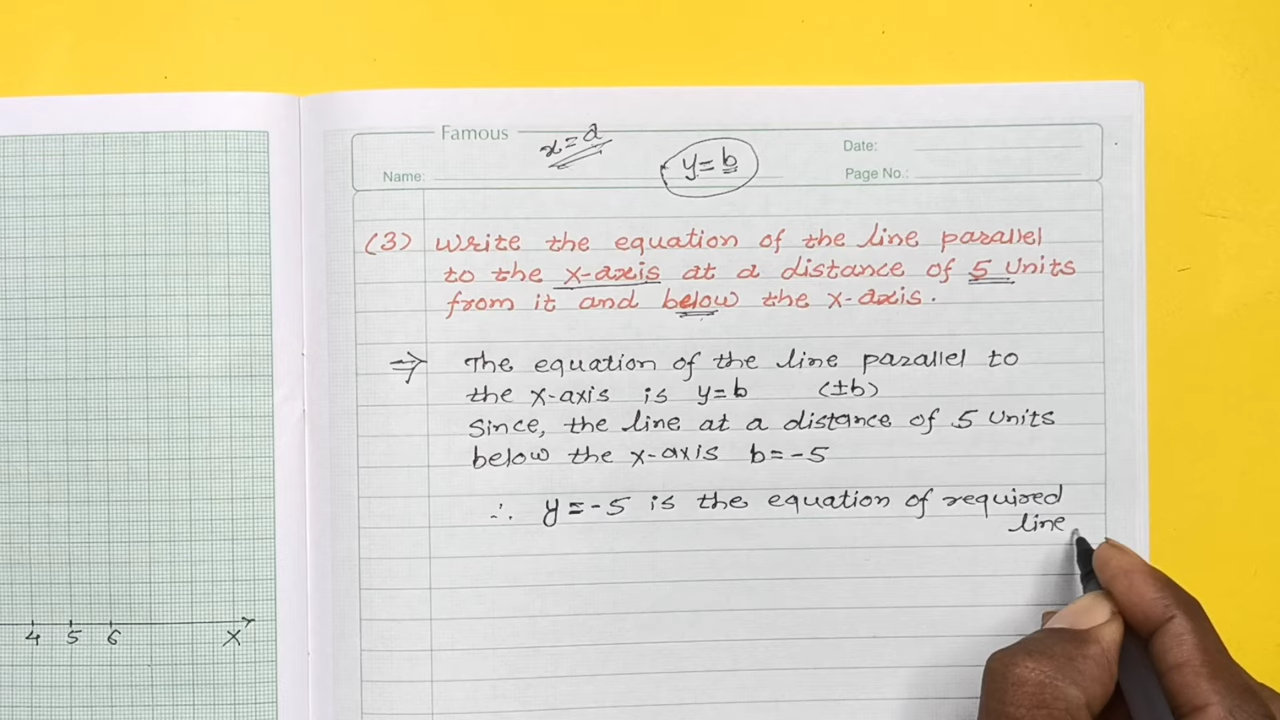 Famous
x=a
y=b
Date:
Name:
Page No.:
(3) Write the equation of the line parallel
to the x-axis at a distance of 5 Units
from it and below the x-axis.
⇒ The equation of the line parallel to
the x-axis is y=b (±b)
Since, the line at a distance of 5 Units
below the x-axis b=-5
∴ y=-5 is the equation of required
line
4 5 6 X